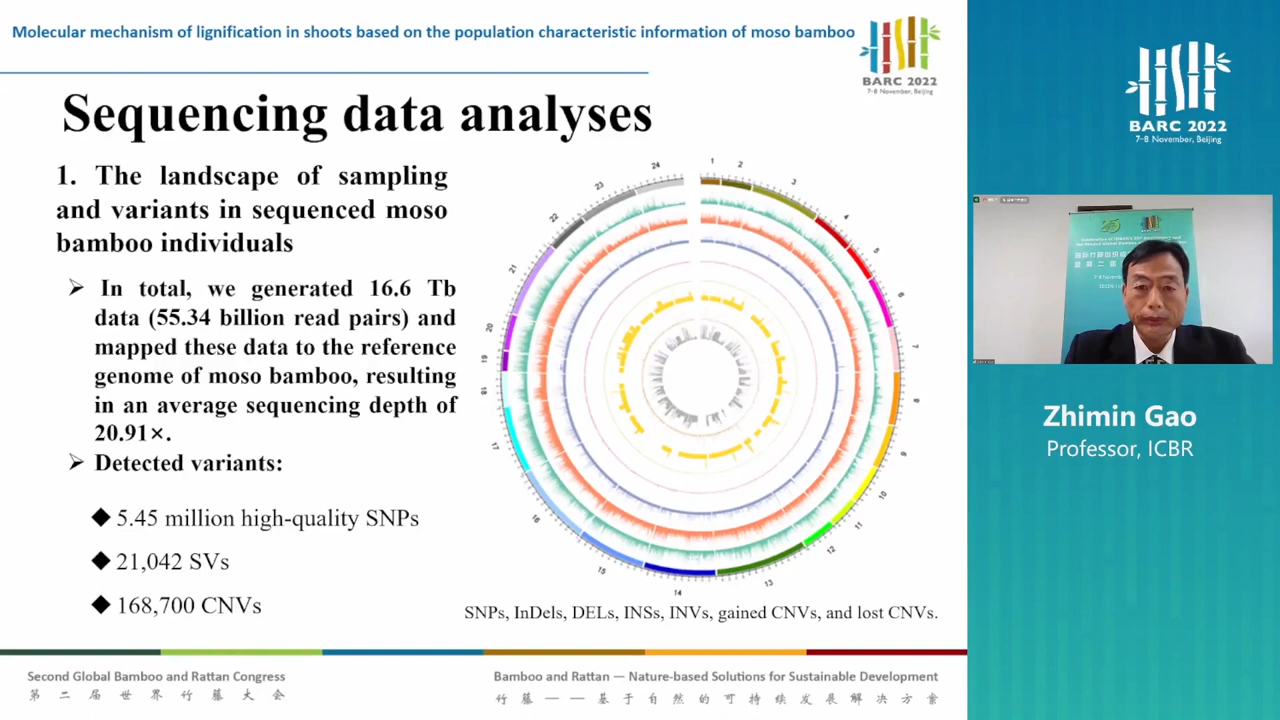 Molecular mechanism of lignification in shoots based on the population characteristic information of moso bamboo
BARC 2022
7-8 November, Beijing
Sequencing data analyses
1. The landscape of sampling
and variants in sequenced moso
bamboo individuals
➢ In total, we generated 16.6 Tb
data (55.34 billion read pairs) and
mapped these data to the reference
genome of moso bamboo, resulting
in an average sequencing depth of
20.91×.
➢ Detected variants:
◆ 5.45 million high-quality SNPs
◆ 21,042 SVs
◆ 168,700 CNVs
1
2
3
4
5
6
7
8
9
10
11
12
13
14
15
16
17
18
19
20
21
22
23
24
SNPs, InDels, DELs, INSs, INVs, gained CNVs, and lost CNVs.
Second Global Bamboo and Rattan Congress
第二届世界竹藤大会
Bamboo and Rattan — Nature-based Solutions for Sustainable Development
竹藤——基于自然的可持续发展解决方案
BARC 2022
7-8 November, Beijing
Zhimin Gao
Professor, ICBR